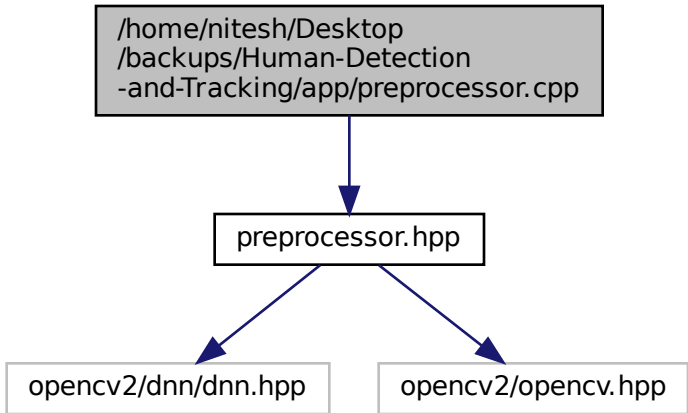 /home/nitesh/Desktop
/backups/Human-Detection
-and-Tracking/app/preprocessor.cpp
preprocessor.hpp
opencv2/dnn/dnn.hpp
opencv2/opencv.hpp